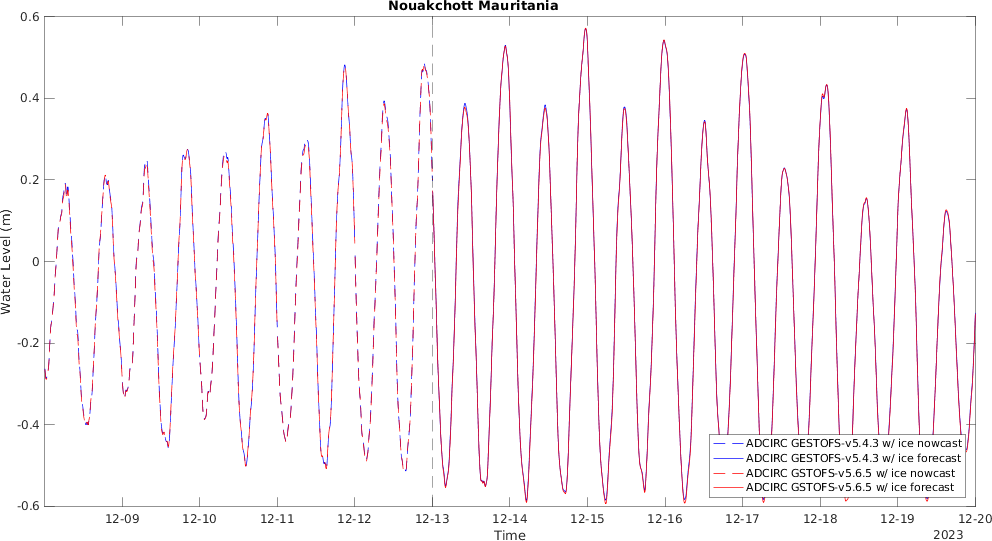 Nouakchott Mauritania
Water Level (m)
0.6
0.4
0.2
0
-0.2
-0.4
-0.6
ADCIRC GESTOFS-v5.4.3 w/ ice nowcast
ADCIRC GESTOFS-v5.4.3 w/ ice forecast
ADCIRC GSTOFS-v5.6.5 w/ ice nowcast
ADCIRC GSTOFS-v5.6.5 w/ ice forecast
12-09 12-10 12-11 12-12 12-13 12-14 12-15 12-16 12-17 12-18 12-19 12-20
Time
2023